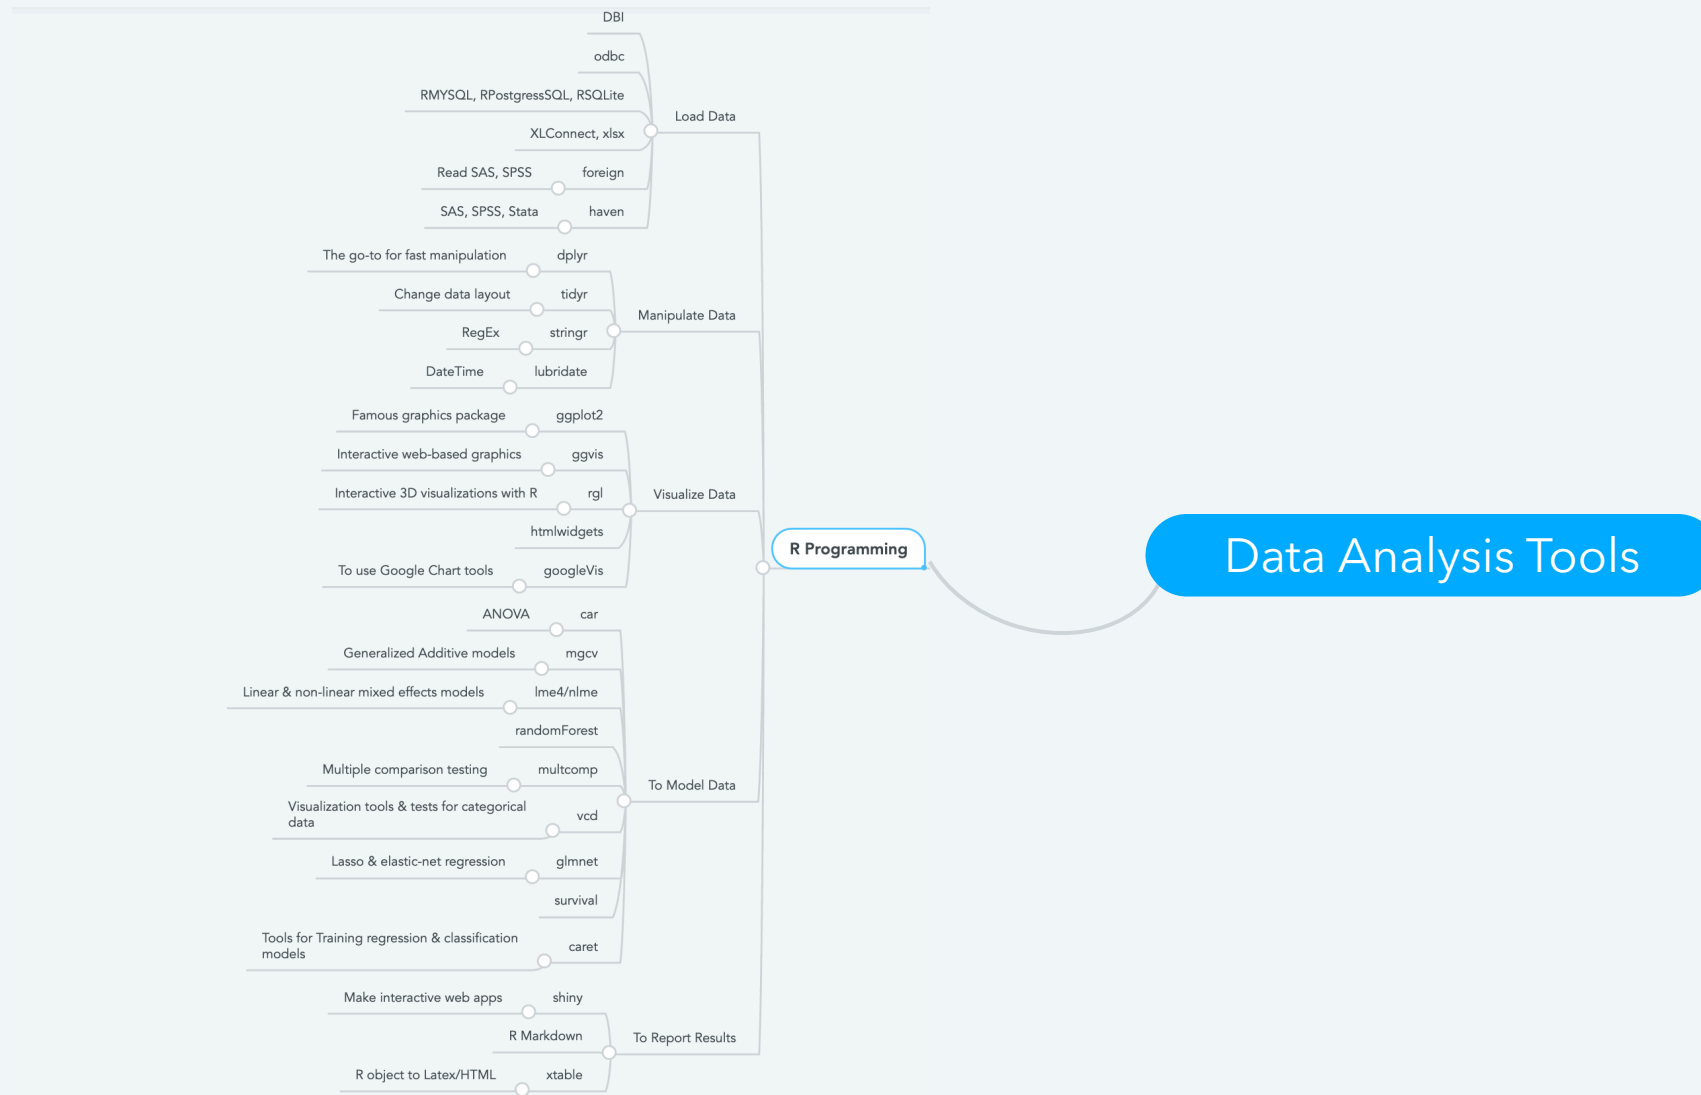 DBI
odbc
RMYSQL, RPostgressSQL, RSQLite
XLConnect, xlsx
Read SAS, SPSS
foreign
SAS, SPSS, Stata
haven
Load Data
The go-to for fast manipulation
dplyr
Change data layout
tidyr
RegEx
stringr
DateTime
lubridate
Manipulate Data
Famous graphics package
ggplot2
Interactive web-based graphics
ggvis
Interactive 3D visualizations with R
rgl
htmlwidgets
To use Google Chart tools
googleVis
Visualize Data
R Programming
Data Analysis Tools
ANOVA
car
Generalized Additive models
mgcv
Linear & non-linear mixed effects models
lme4/nlme
randomForest
Multiple comparison testing
multcomp
Visualization tools & tests for categorical
data
vcd
Lasso & elastic-net regression
glmnet
survival
Tools for Training regression & classification
models
caret
To Model Data
Make interactive web apps
shiny
R Markdown
R object to Latex/HTML
xtable
To Report Results